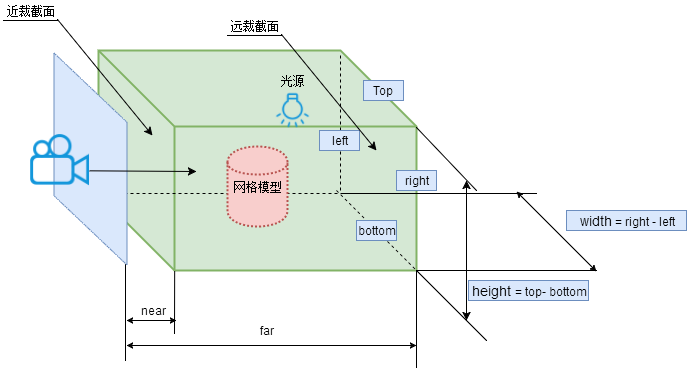 近裁截面
远裁截面
光源
Top
left
right
网格模型
width = right - left
bottom
height = top- bottom
near
far